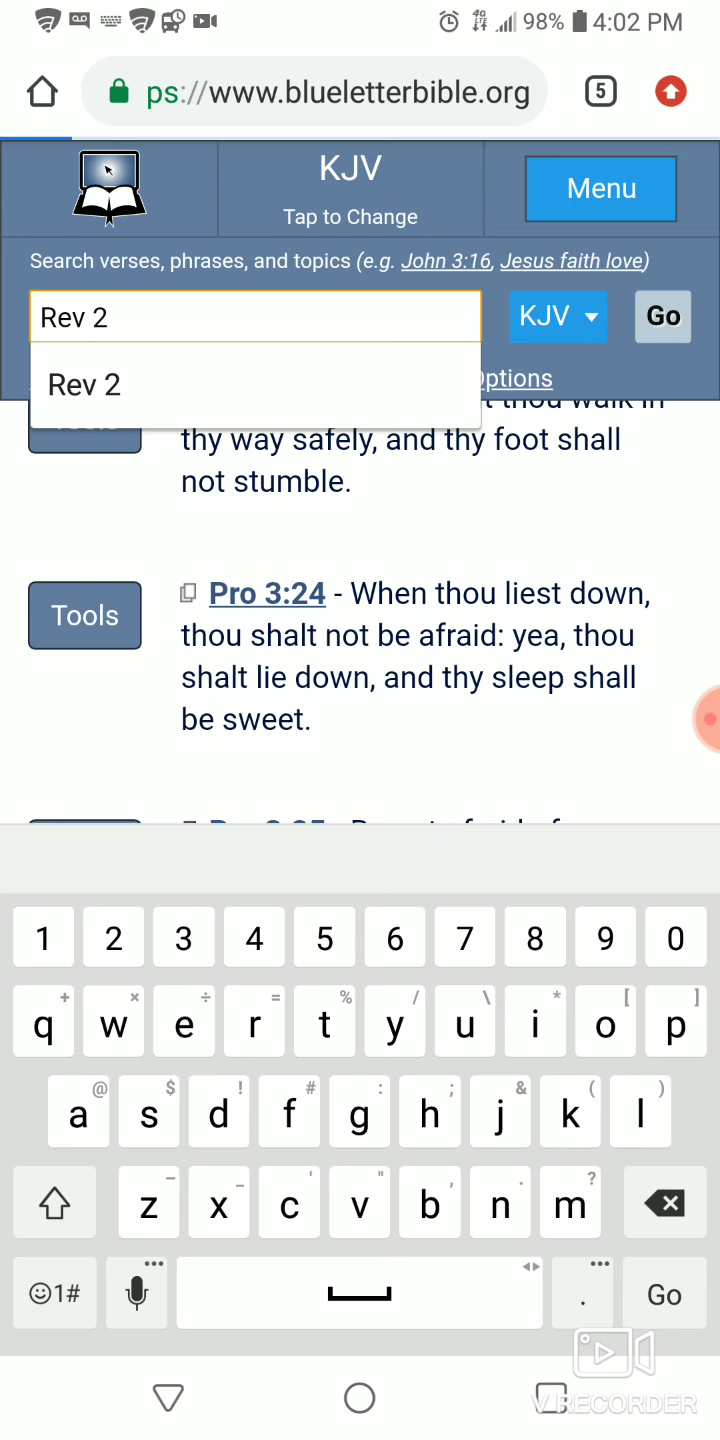 98% 4:02 PM
ps://www.blueletterbible.org
5
KJV
Tap to Change
Menu
Search verses, phrases, and topics (e.g. John 3:16, Jesus faith love)
Rev 2
KJV
Go
Rev 2
Options
thou walk in
Tools
thy way safely, and thy foot shall
not stumble.
Tools
Pro 3:24 - When thou liest down,
thou shalt not be afraid: yea, thou
shalt lie down, and thy sleep shall
be sweet.
1 2 3 4 5 6 7 8 9 0
+ × ÷ = % / \ * [ ]
q w e r t y u i o p
@ $ ! # : ; & ( )
a s d f g h j k l
– _ ' " , . ?
z x c v b n m
1#
.
Go
V RECORDER